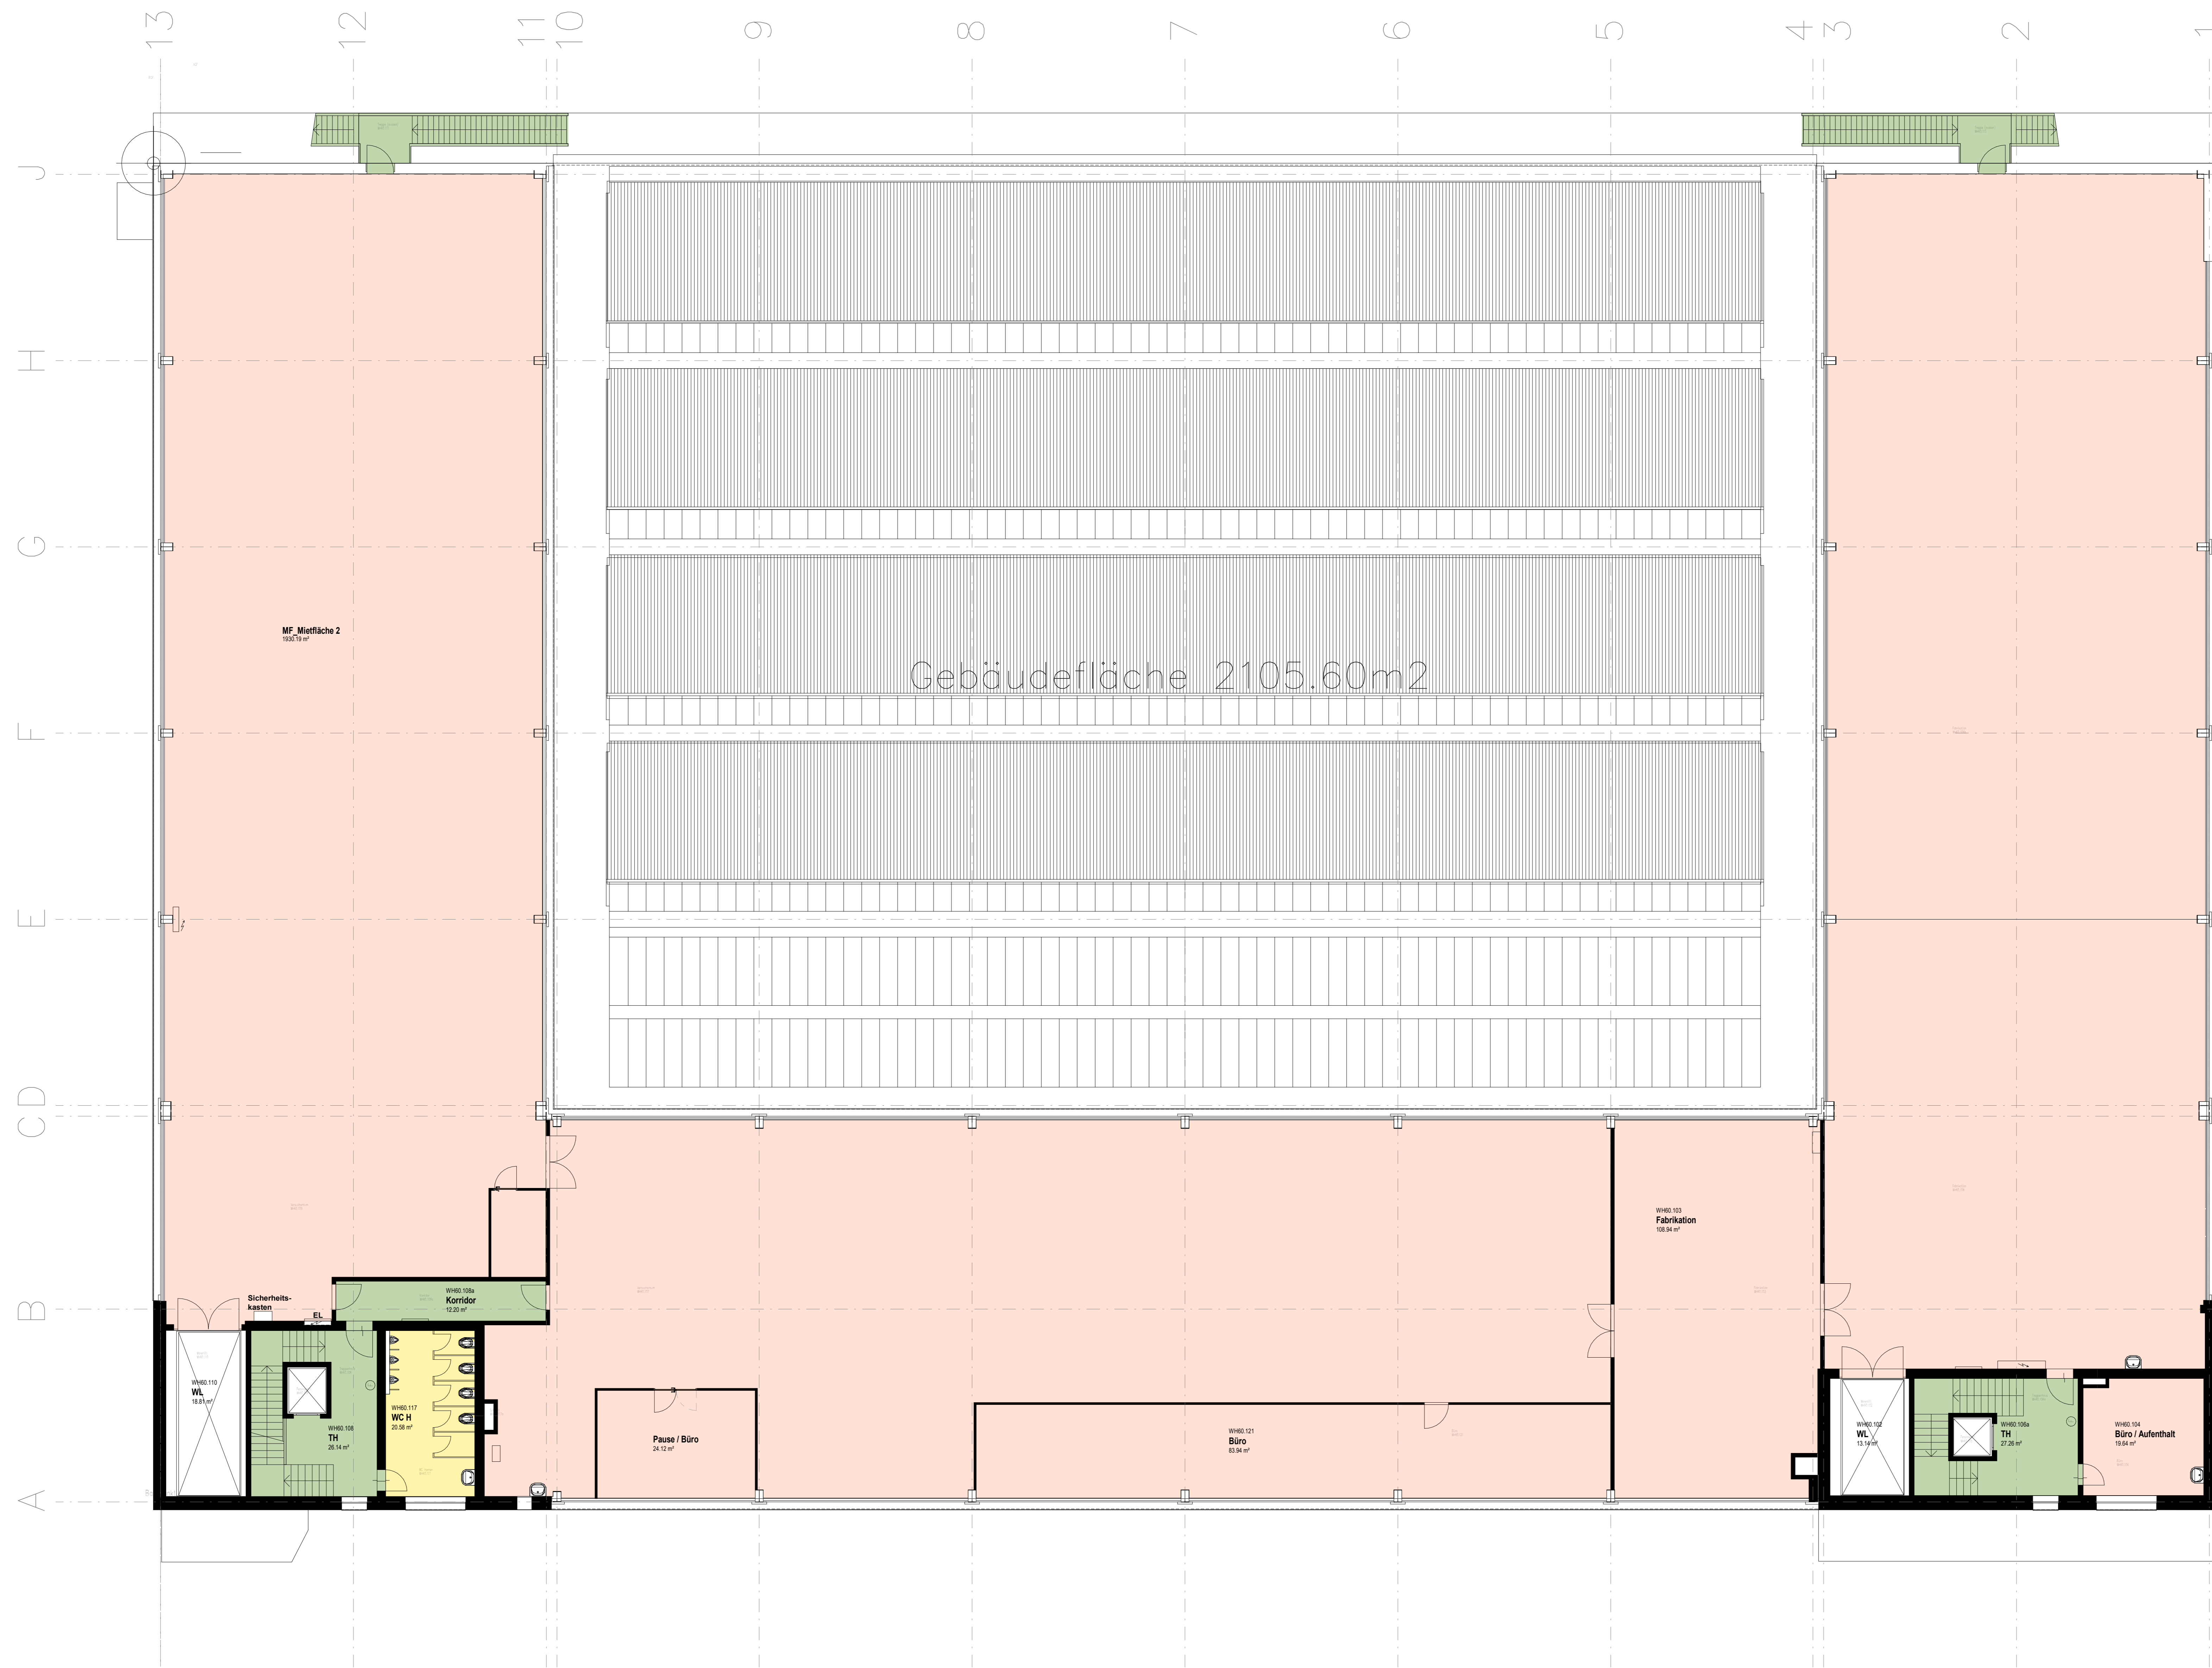 13
12
11
10
9
8
7
6
5
4
3
2
1
J
H
G
F
E
D
C
B
A
MF_Mietfläche 2
1930.19 m²
Gebäudefläche 2105.60m2
WH60.103
Fabrikation
108.94 m²
Sicherheits-
kasten
EL
WH60.108a
Korridor
12.20 m²
WH60.110
WL
18.81 m²
WH60.108
TH
26.14 m²
WH60.117
WC H
20.58 m²
Pause / Büro
24.12 m²
WH60.121
Büro
83.94 m²
WH60.102
WL
13.14 m²
WH60.106a
TH
27.26 m²
WH60.104
Büro / Aufenthalt
19.64 m²